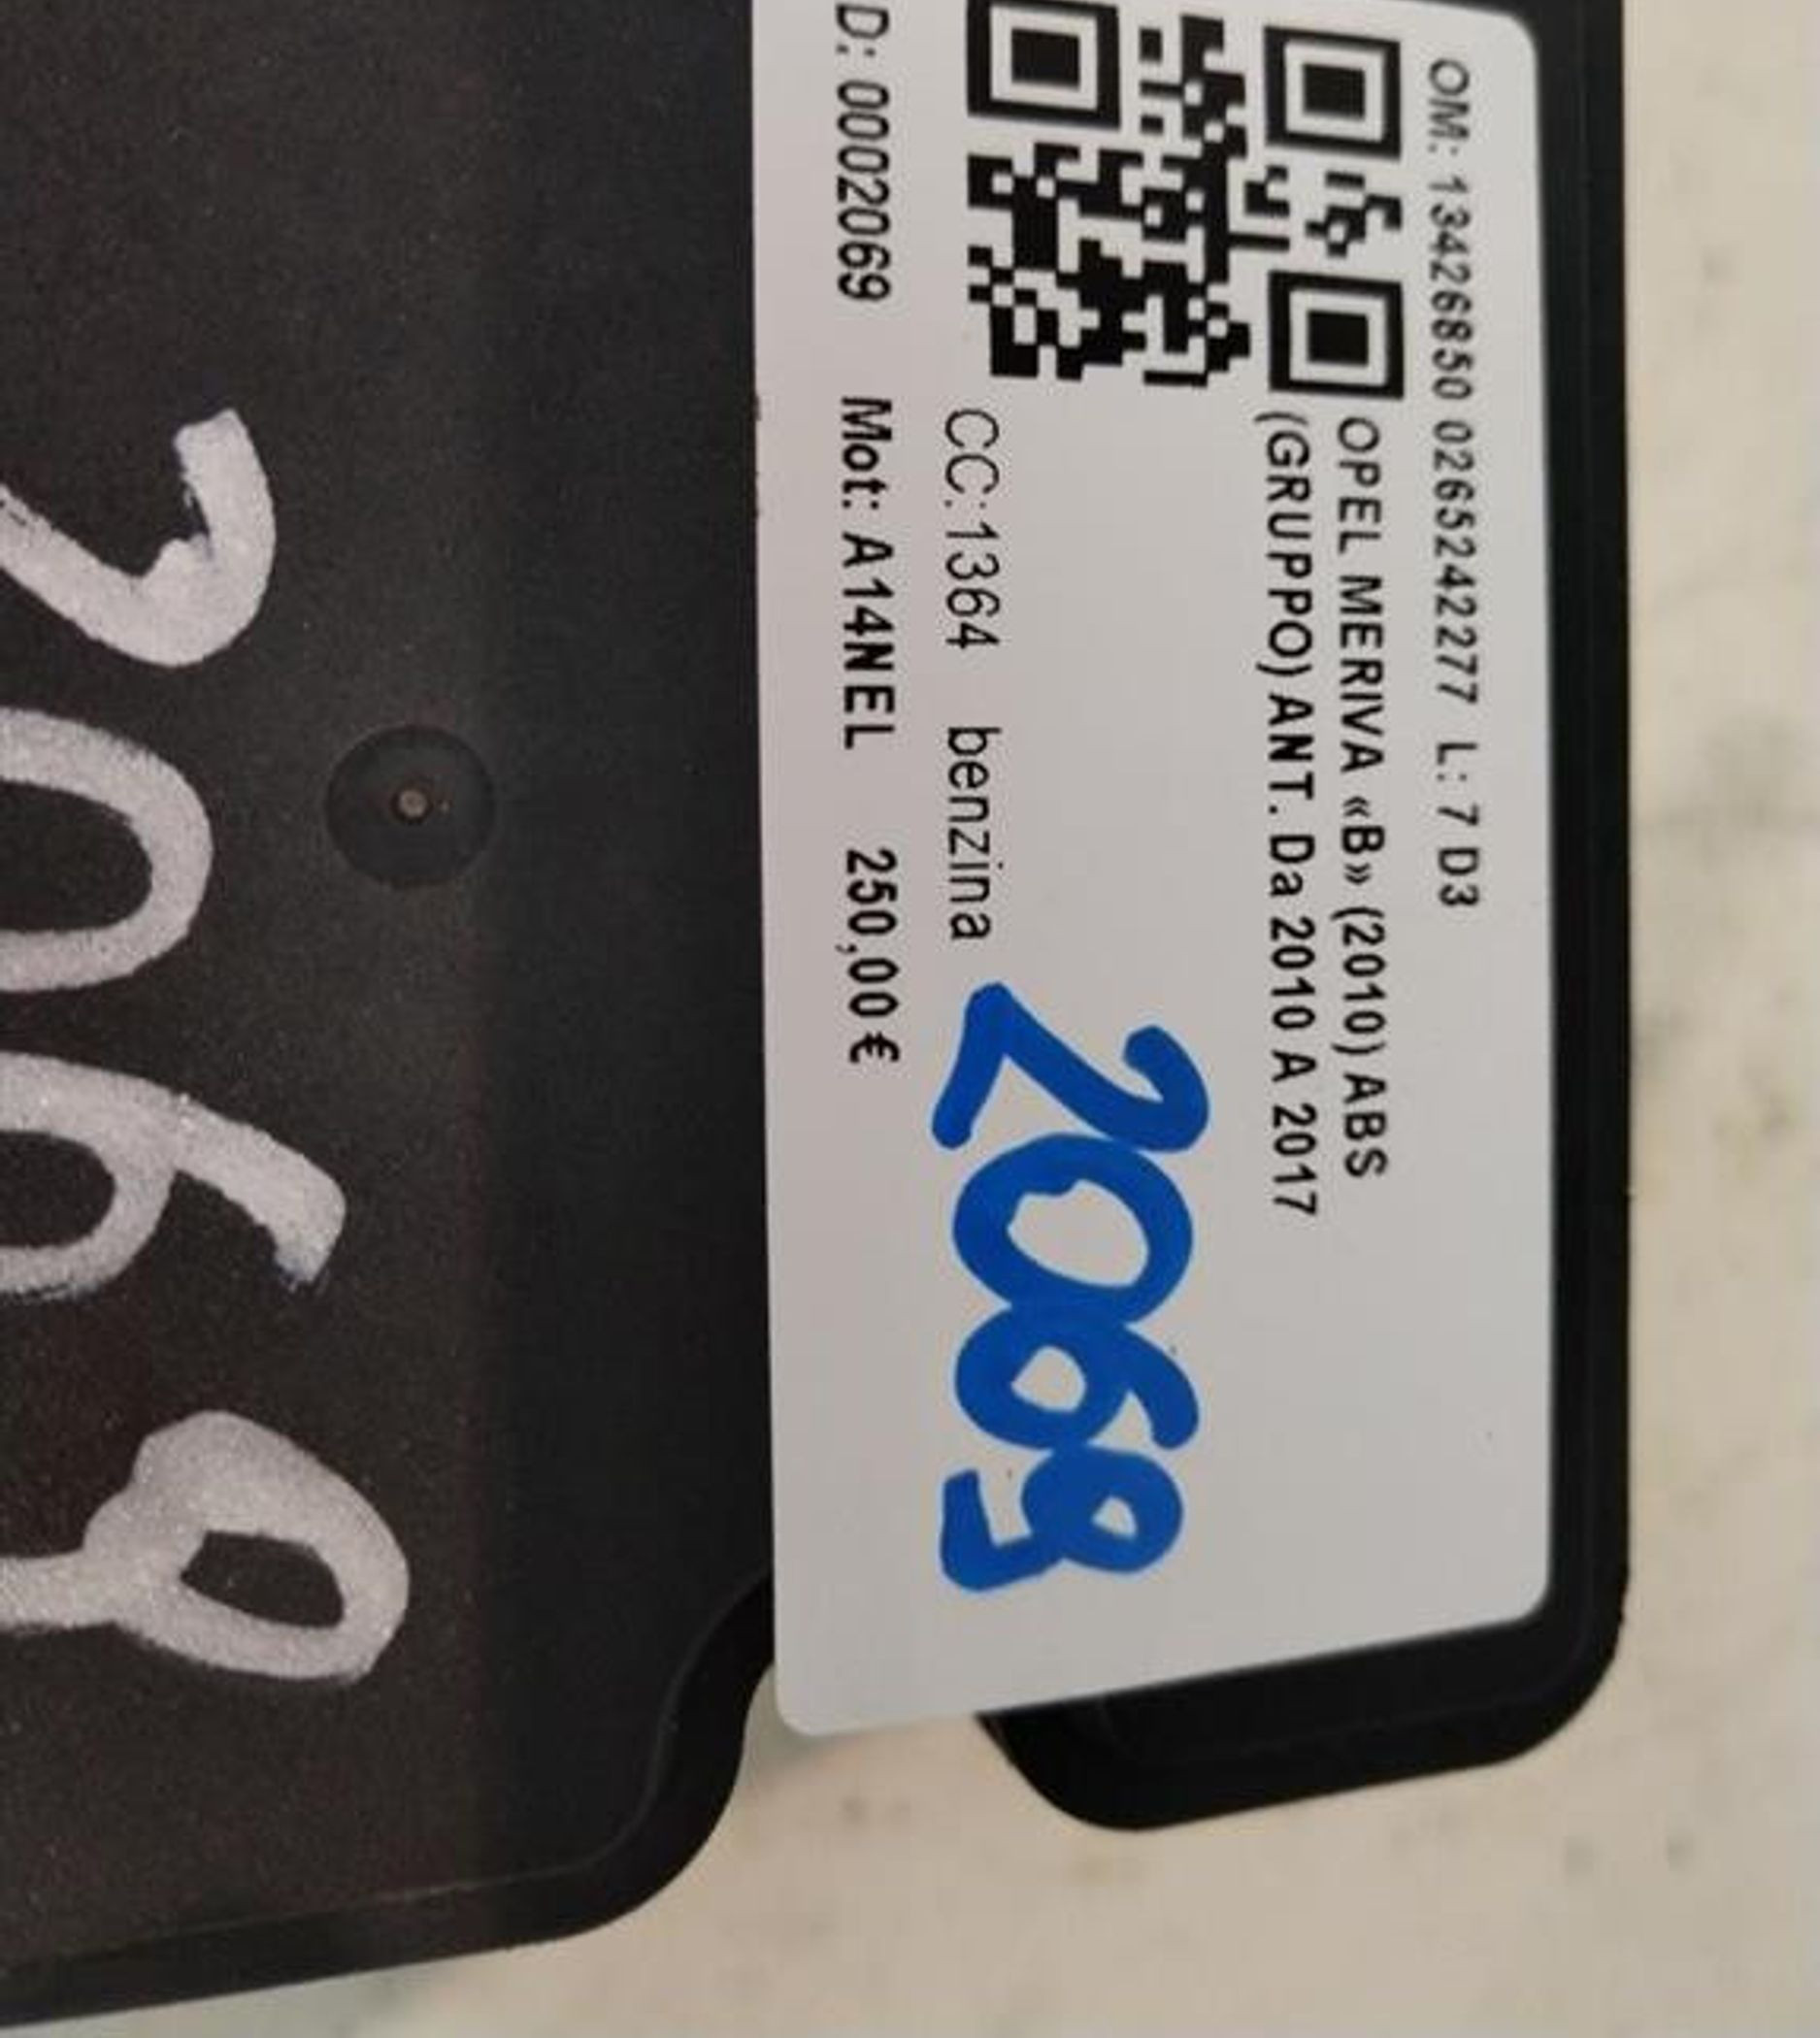 OM: 13426850 0265242277 L: 7 D3
OPEL MERIVA «B» (2010) ABS
(GRUPPO) ANT. Da 2010 A 2017
CC:1364 benzina
2069
D: 0002069 Mot: A14NEL 250,00 €
2069